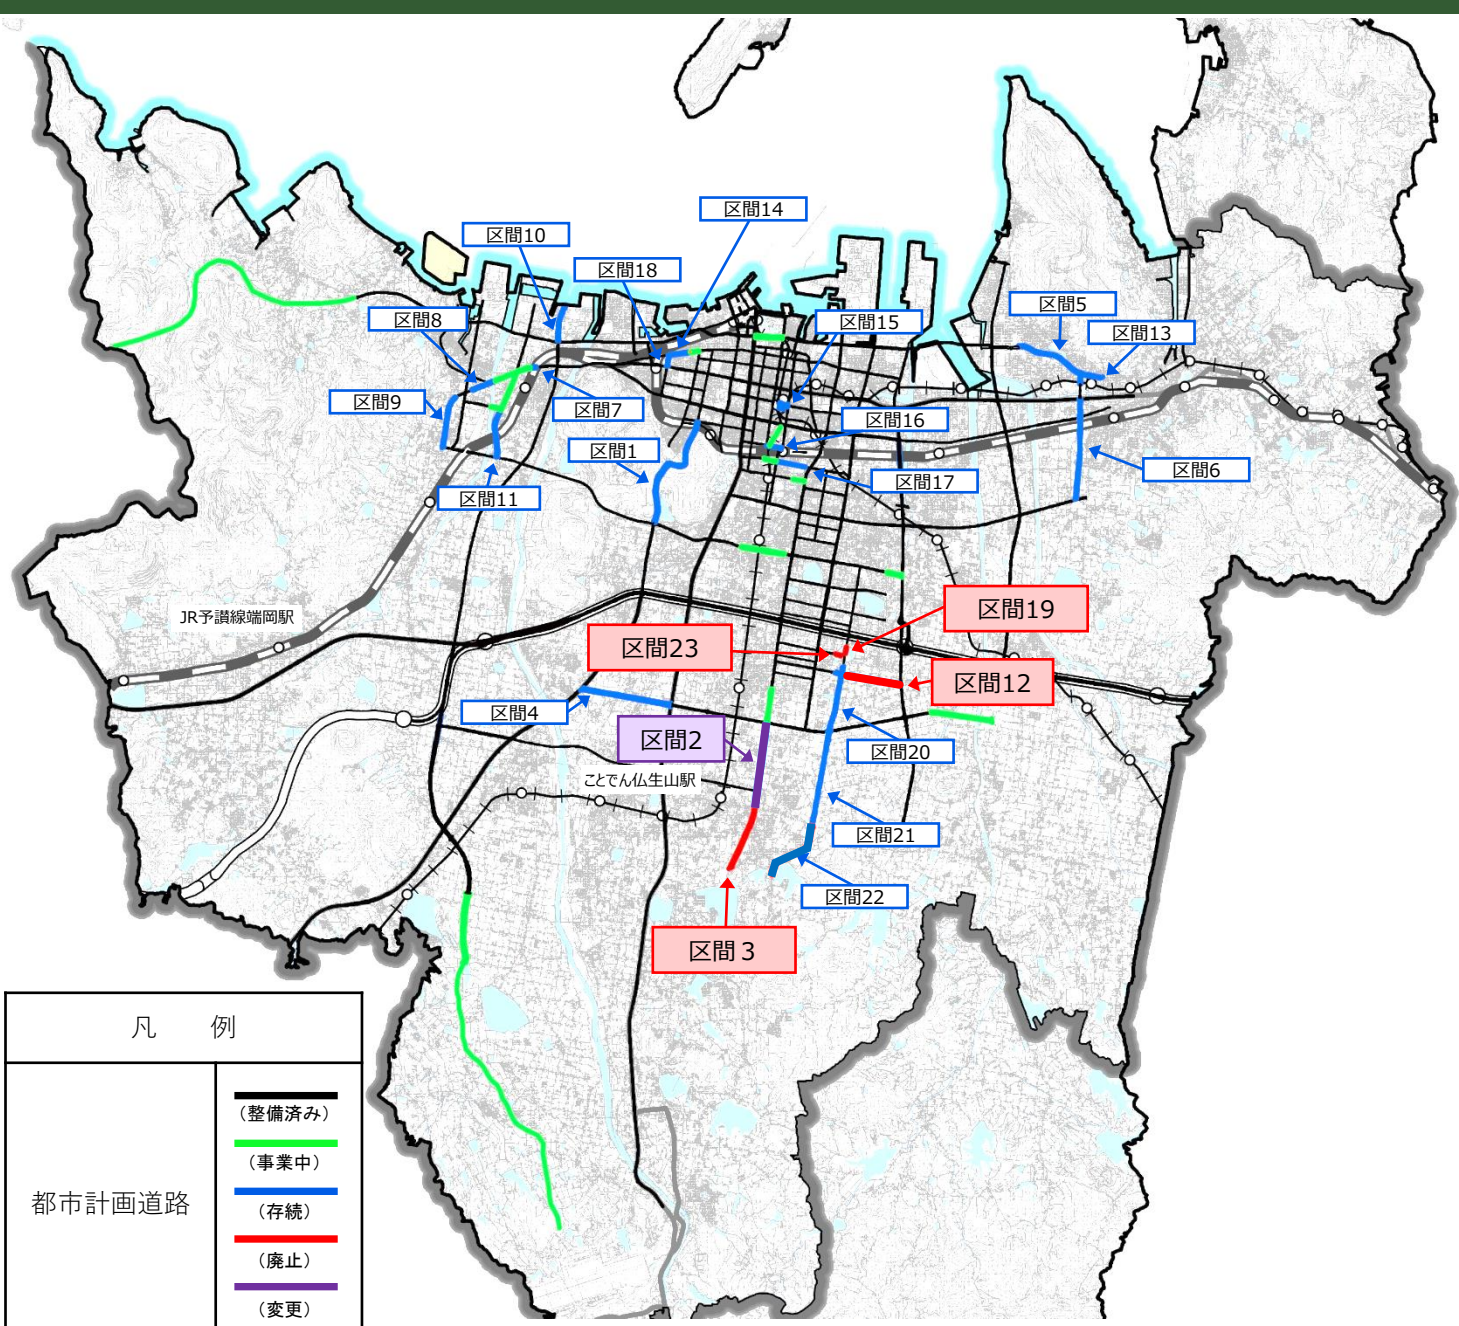 区間14
区間10
区間18
区間5
区間8
区間15
区間13
区間9
区間7
区間16
区間1
区間6
区間17
区間11
区間19
JR予讃線端岡駅
区間23
区間12
区間4
区間2
区間20
ことでん仏生山駅
区間21
区間22
区間３
凡　例
（整備済み）
（事業中）
都市計画道路
（存続）
（廃止）
（変更）